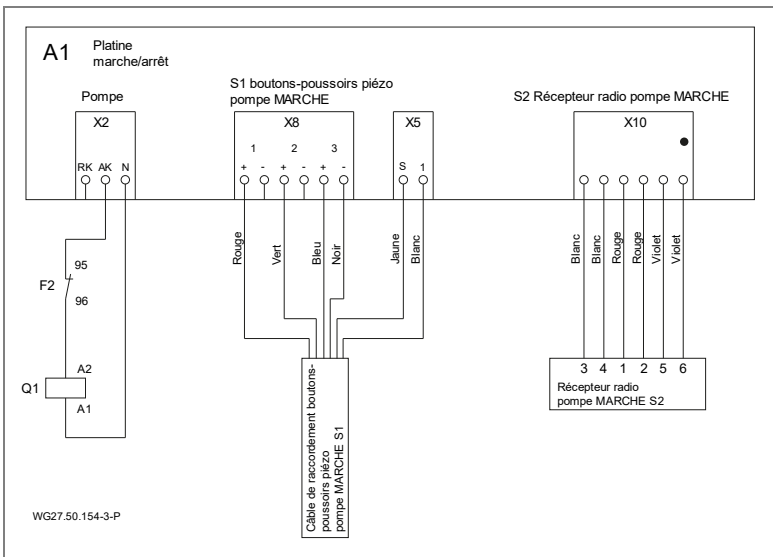 A1
Platine
marche/arrêt
Pompe
S1 boutons-poussoirs piézo
pompe MARCHE
S2 Récepteur radio pompe MARCHE
X2
X8
X5
X10
1 2 3
RK AK N
+ - + - + -
S 1
Rouge
Vert
Bleu
Noir
Jaune
Blanc
Blanc
Blanc
Rouge
Rouge
Violet
Violet
95
F2
96
A2
Q1
A1
3 4 1 2 5 6
Récepteur radio
pompe MARCHE S2
Câble de raccordement boutons-
poussoirs piézo
pompe MARCHE S1
WG27.50.154-3-P